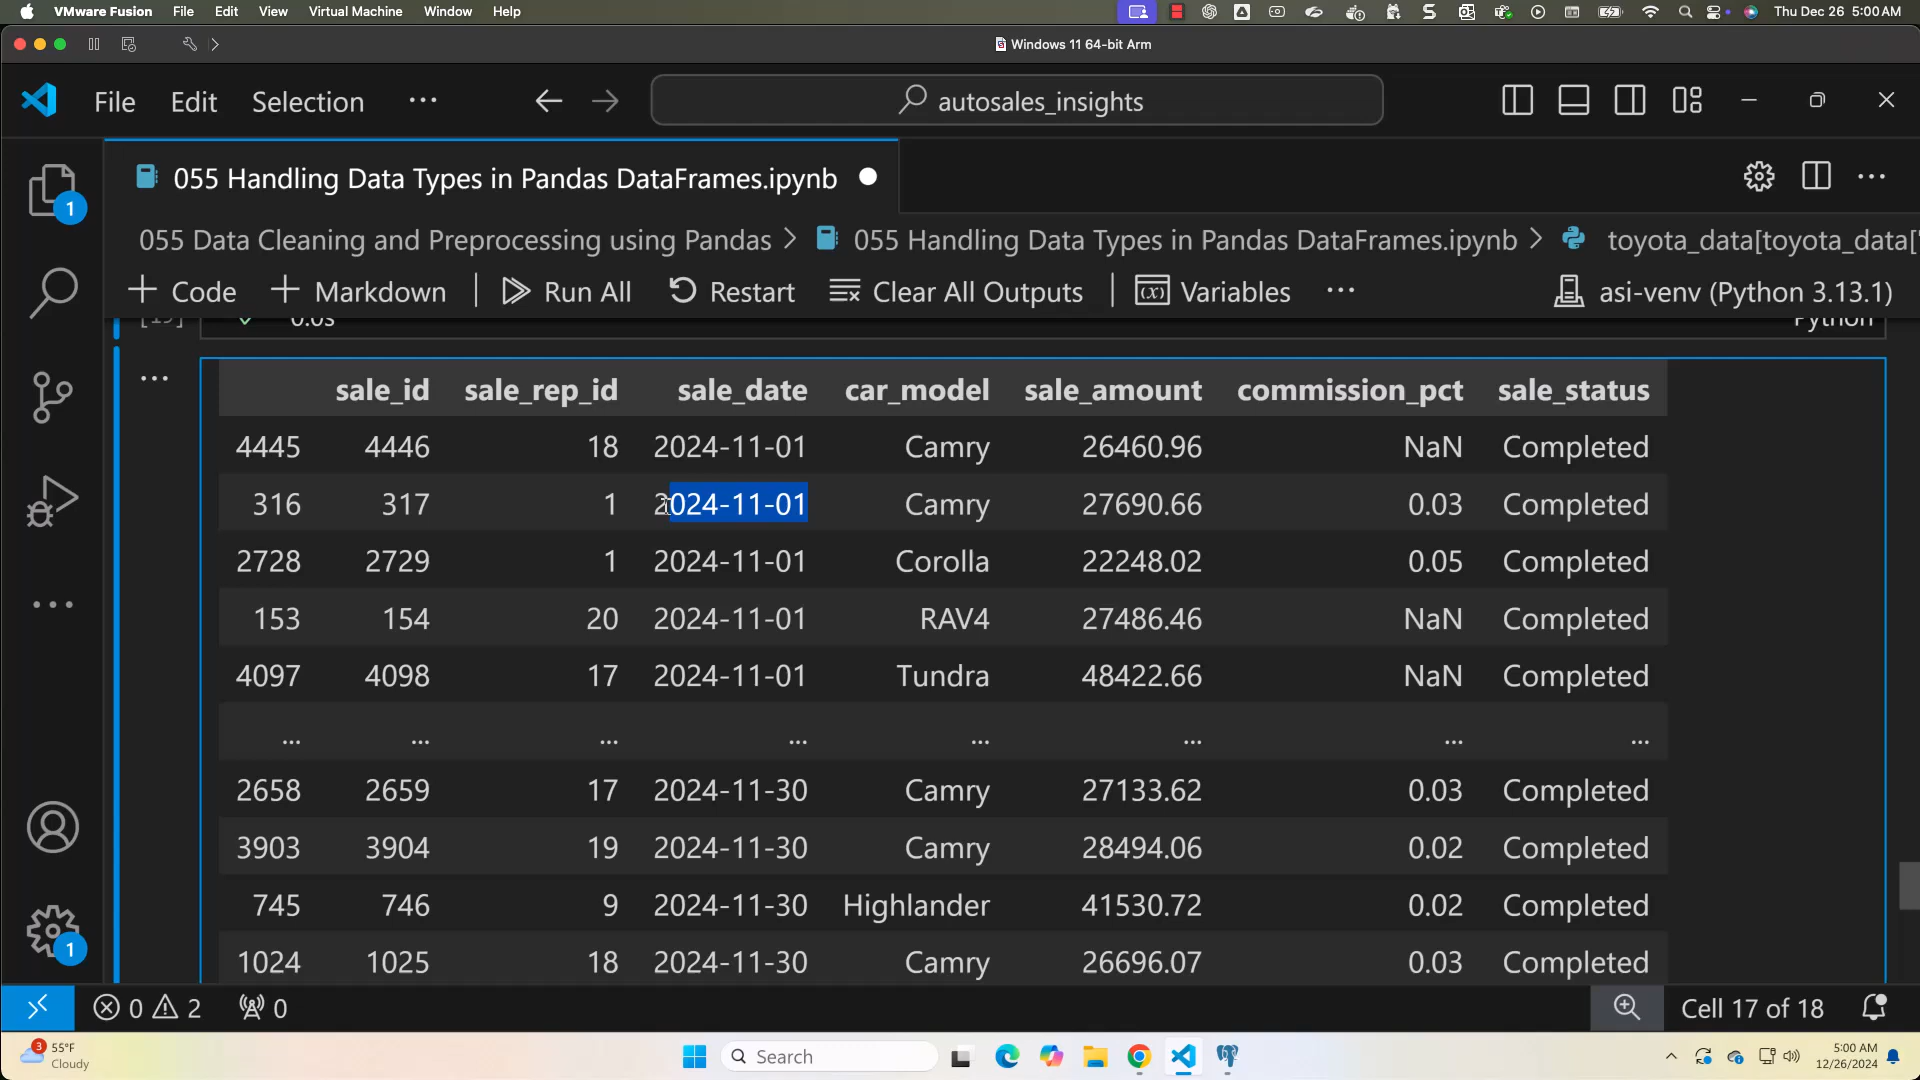 VMware Fusion File Edit View Virtual Machine Window Help Thu Dec 26 5:00 AM
Windows 11 64-bit Arm
File Edit Selection ··· autosales_insights
055 Handling Data Types in Pandas DataFrames.ipynb
1
055 Data Cleaning and Preprocessing using Pandas > 055 Handling Data Types in Pandas DataFrames.ipynb > toyota_data[toyota_data['
+ Code + Markdown Run All Restart Clear All Outputs Variables ··· asi-venv (Python 3.13.1)
[19] 0.0s Python
sale_id sale_rep_id sale_date car_model sale_amount commission_pct sale_status
4445 4446 18 2024-11-01 Camry 26460.96 NaN Completed
316 317 1 2024-11-01 Camry 27690.66 0.03 Completed
2728 2729 1 2024-11-01 Corolla 22248.02 0.05 Completed
153 154 20 2024-11-01 RAV4 27486.46 NaN Completed
4097 4098 17 2024-11-01 Tundra 48422.66 NaN Completed
... ... ... ... ... ... ... ...
2658 2659 17 2024-11-30 Camry 27133.62 0.03 Completed
3903 3904 19 2024-11-30 Camry 28494.06 0.02 Completed
745 746 9 2024-11-30 Highlander 41530.72 0.02 Completed
1024 1025 18 2024-11-30 Camry 26696.07 0.03 Completed
1
0 2 0 Cell 17 of 18
3 55°F
Cloudy
Search
5:00 AM
12/26/2024